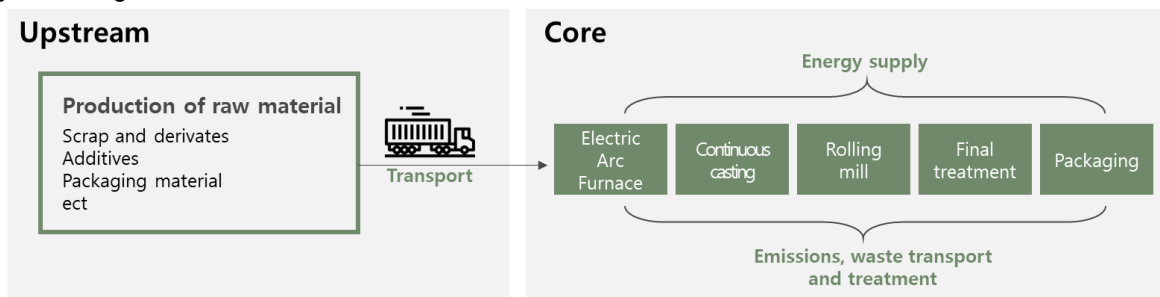 Upstream
Production of raw material
Scrap and derivates
Additives
Packaging material
ect
Transport
Core
Energy supply
Electric
Arc
Furnace
Continuous
casting
Rolling
mill
Final
treatment
Packaging
Emissions, waste transport
and treatment